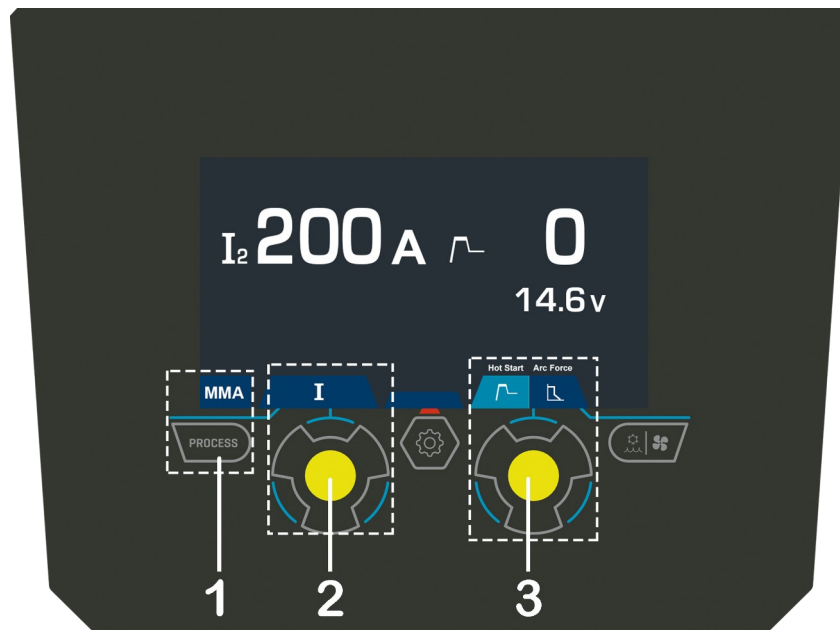 I₂ 200 A 0
14.6 v
Hot Start Arc Force
MMA I
PROCESS
1 2 3